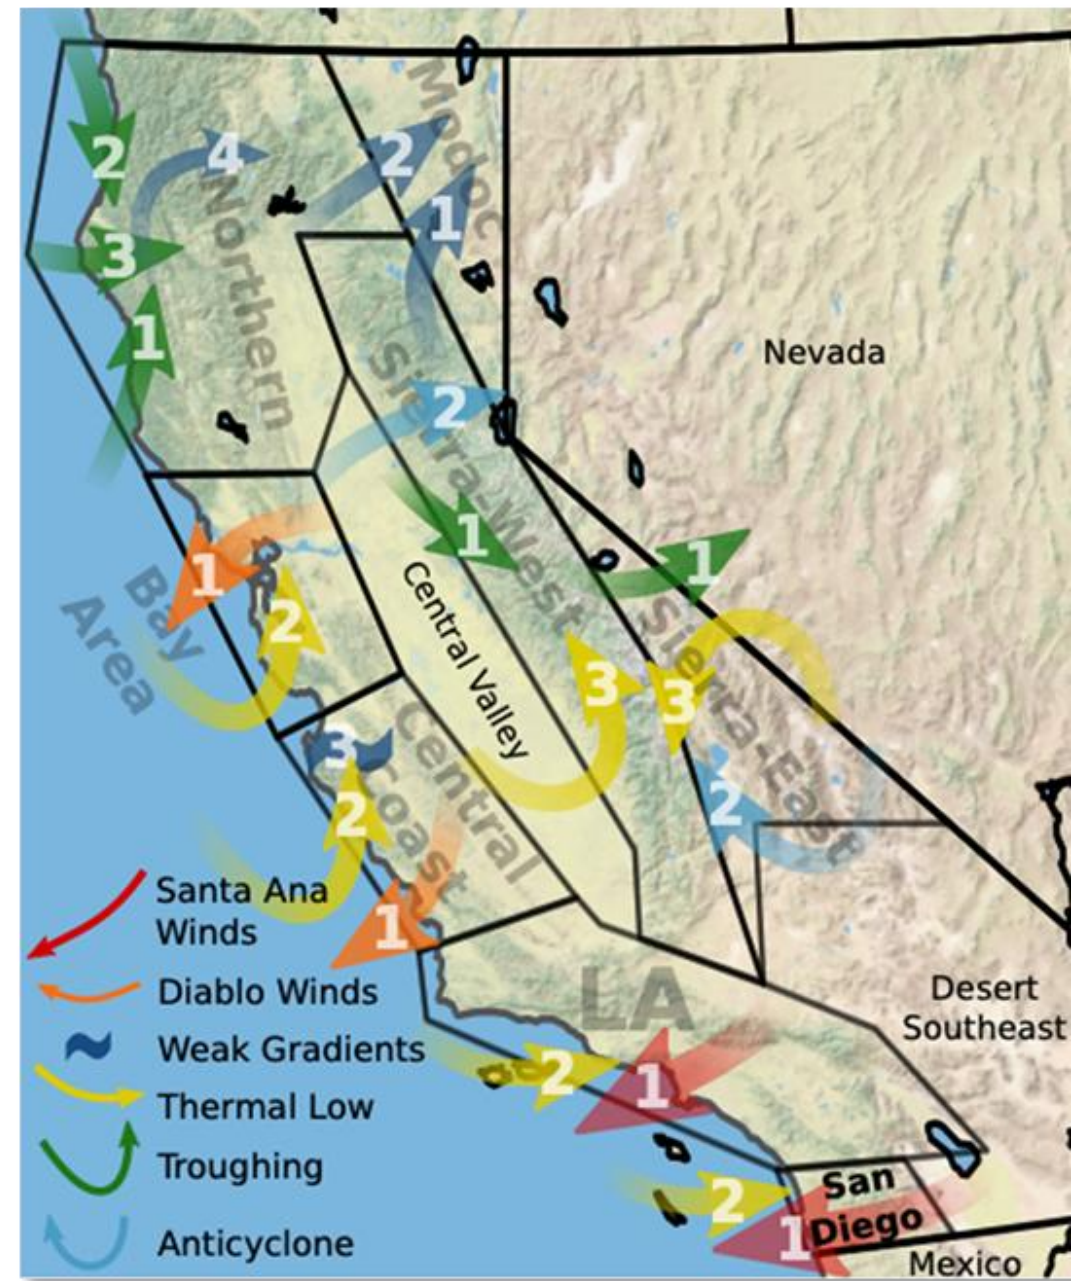 Modoc
2
4
2
Northern
1
3
1
Nevada
Sierra-West
2
1
1
1
Bay
Area
2
Central Valley
3
3
Sierra-East
Central
Coast
3
2
2
1
Santa Ana
Winds
Diablo Winds
Weak Gradients
Thermal Low
Troughing
Anticyclone
LA
Desert
Southeast
2
1
2
1
San
Diego
Mexico